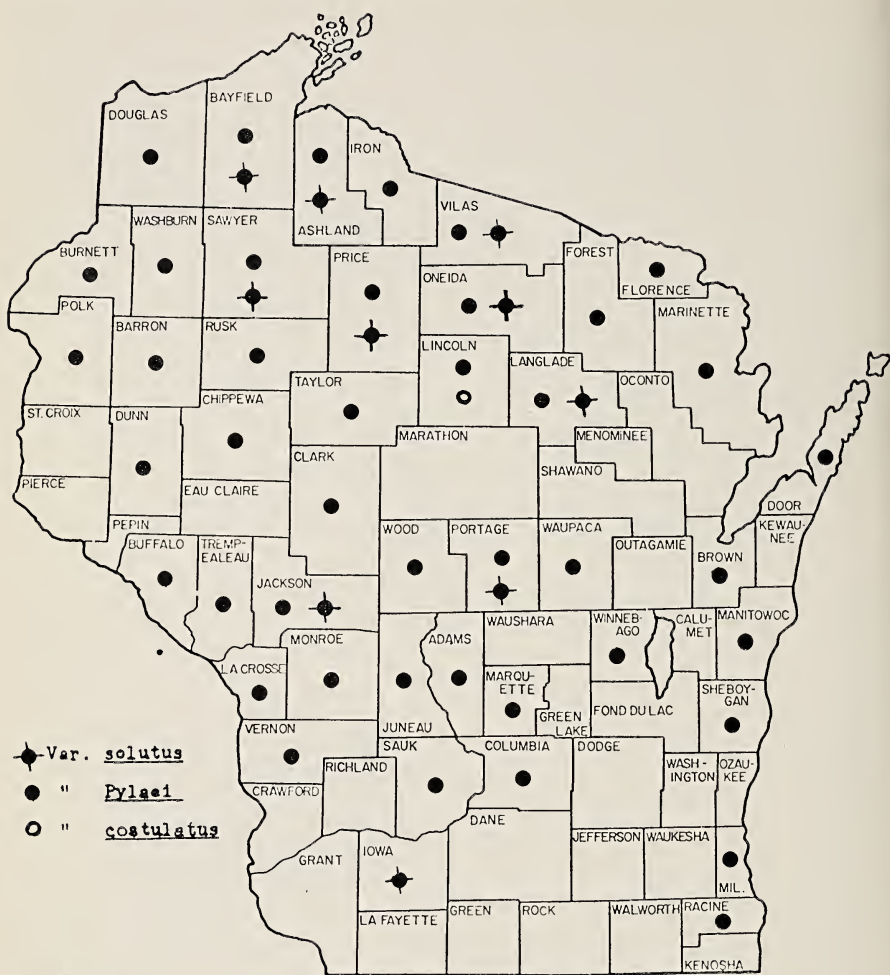 BAYFIELD
DOUGLAS
IRON
VILAS
WASHBURN
SAWYER
ASHLAND
BURNETT
PRICE
FOREST
FLORENCE
ONEIDA
POLK
MARINETTE
BARRON
RUSK
LINCOLN
LANGLADE
OCONTO
TAYLOR
CHIPPEWA
ST. CROIX
DUNN
MARATHON
MENOMINEE
CLARK
SHAWANO
PIERCE
EAU CLAIRE
DOOR
PEPIN
KEWAU-
NEE
WOOD
PORTAGE
WAUPACA
BUFFALO
TREMP-
EALEAU
OUTAGAMIE
BROWN
JACKSON
WAUSHARA
WINNEB-
AGO
CALU-
MET
MANITOWOC
MONROE
ADAMS
LA CROSSE
MARQU-
ETTE
SHEBOY-
GAN
GREEN
LAKE
FOND DU LAC
VERNON
JUNEAU
SAUK
COLUMBIA
DODGE
WASH-
INGTON
OZAU-
KEE
RICHLAND
CRAWFORD
DANE
JEFFERSON
WAUKESHA
GRANT
IOWA
MIL.
LA FAYETTE
GREEN
ROCK
WALWORTH
RACINE
KENOSHA
Var. solutus
" Pylaei
" costulatus